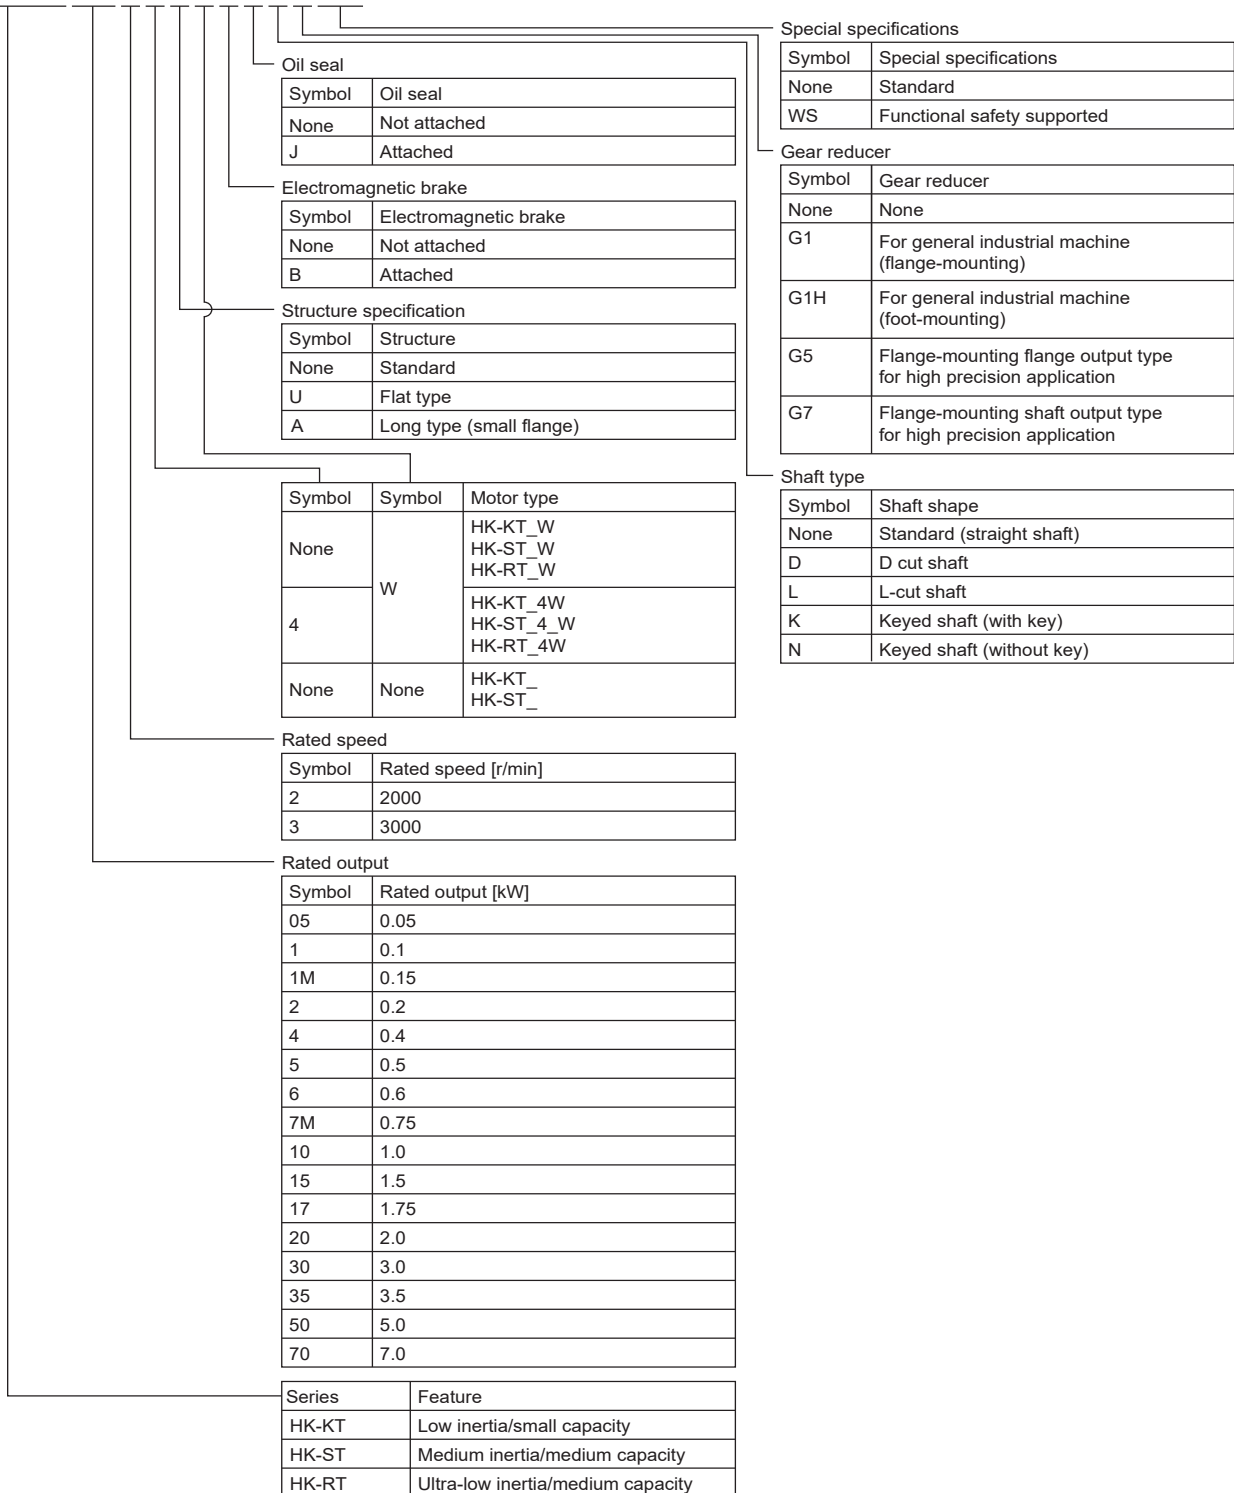 Oil seal
Symbol Oil seal
None Not attached
J Attached
Electromagnetic brake
Symbol Electromagnetic brake
None Not attached
B Attached
Structure specification
Symbol Structure
None Standard
U Flat type
A Long type (small flange)
Symbol Symbol Motor type
None W HK-KT_W
HK-ST_W
HK-RT_W
4 HK-KT_4W
HK-ST_4_W
HK-RT_4W
None None HK-KT_
HK-ST_
Rated speed
Symbol Rated speed [r/min]
2 2000
3 3000
Rated output
Symbol Rated output [kW]
05 0.05
1 0.1
1M 0.15
2 0.2
4 0.4
5 0.5
6 0.6
7M 0.75
10 1.0
15 1.5
17 1.75
20 2.0
30 3.0
35 3.5
50 5.0
70 7.0
Series Feature
HK-KT Low inertia/small capacity
HK-ST Medium inertia/medium capacity
HK-RT Ultra-low inertia/medium capacity
Special specifications
Symbol Special specifications
None Standard
WS Functional safety supported
Gear reducer
Symbol Gear reducer
None None
G1 For general industrial machine
(flange-mounting)
G1H For general industrial machine
(foot-mounting)
G5 Flange-mounting flange output type
for high precision application
G7 Flange-mounting shaft output type
for high precision application
Shaft type
Symbol Shaft shape
None Standard (straight shaft)
D D cut shaft
L L-cut shaft
K Keyed shaft (with key)
N Keyed shaft (without key)